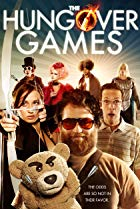 THE
HUNGOVER
GAMES
THE ODDS
ARE SO NOT IN
THEIR FAVOR.